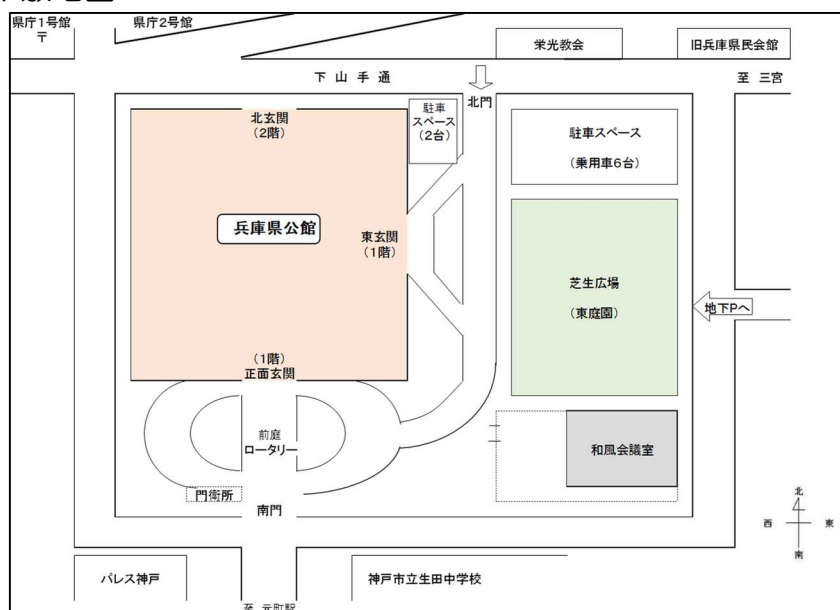 県庁1号館
〒
県庁2号館
栄光教会
旧兵庫県民会館
下山手通
至 三宮
北門
北玄関
(2階)
駐車
スペース
(2台)
駐車スペース
(乗用車6台)
兵庫県公館
東玄関
(1階)
芝生広場
(東庭園)
地下Pへ
(1階)
正面玄関
前庭
ロータリー
和風会議室
門衛所
南門
北
西
東
南
パレス神戸
神戸市立生田中学校
至 元町駅